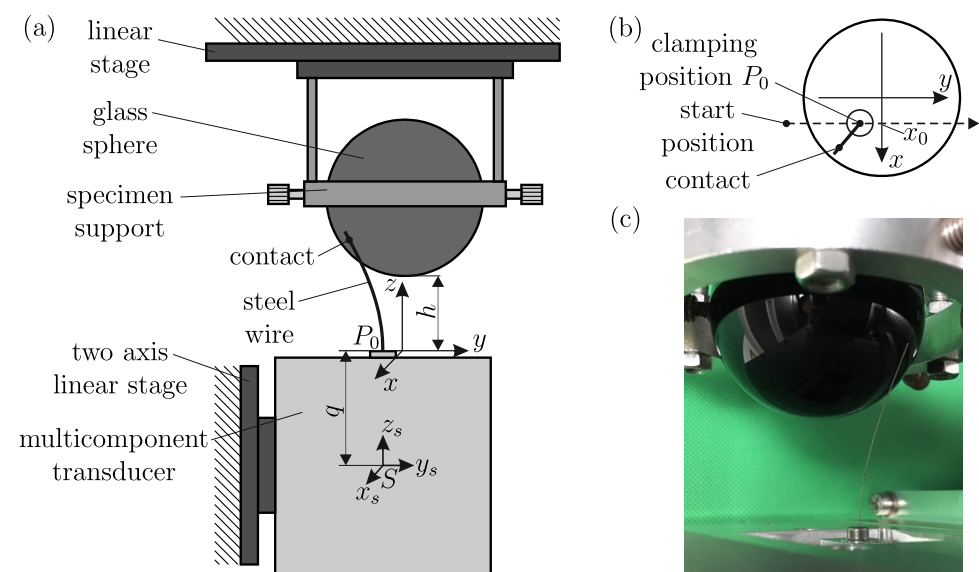 (a)
linear
stage
glass
sphere
specimen
support
contact
steel
wire
z
h
P₀
y
x
two axis
linear stage
q
multicomponent
transducer
zₛ
yₛ
S
xₛ
(b)
clamping
position P₀
start
position
contact
y
x₀
x
(c)